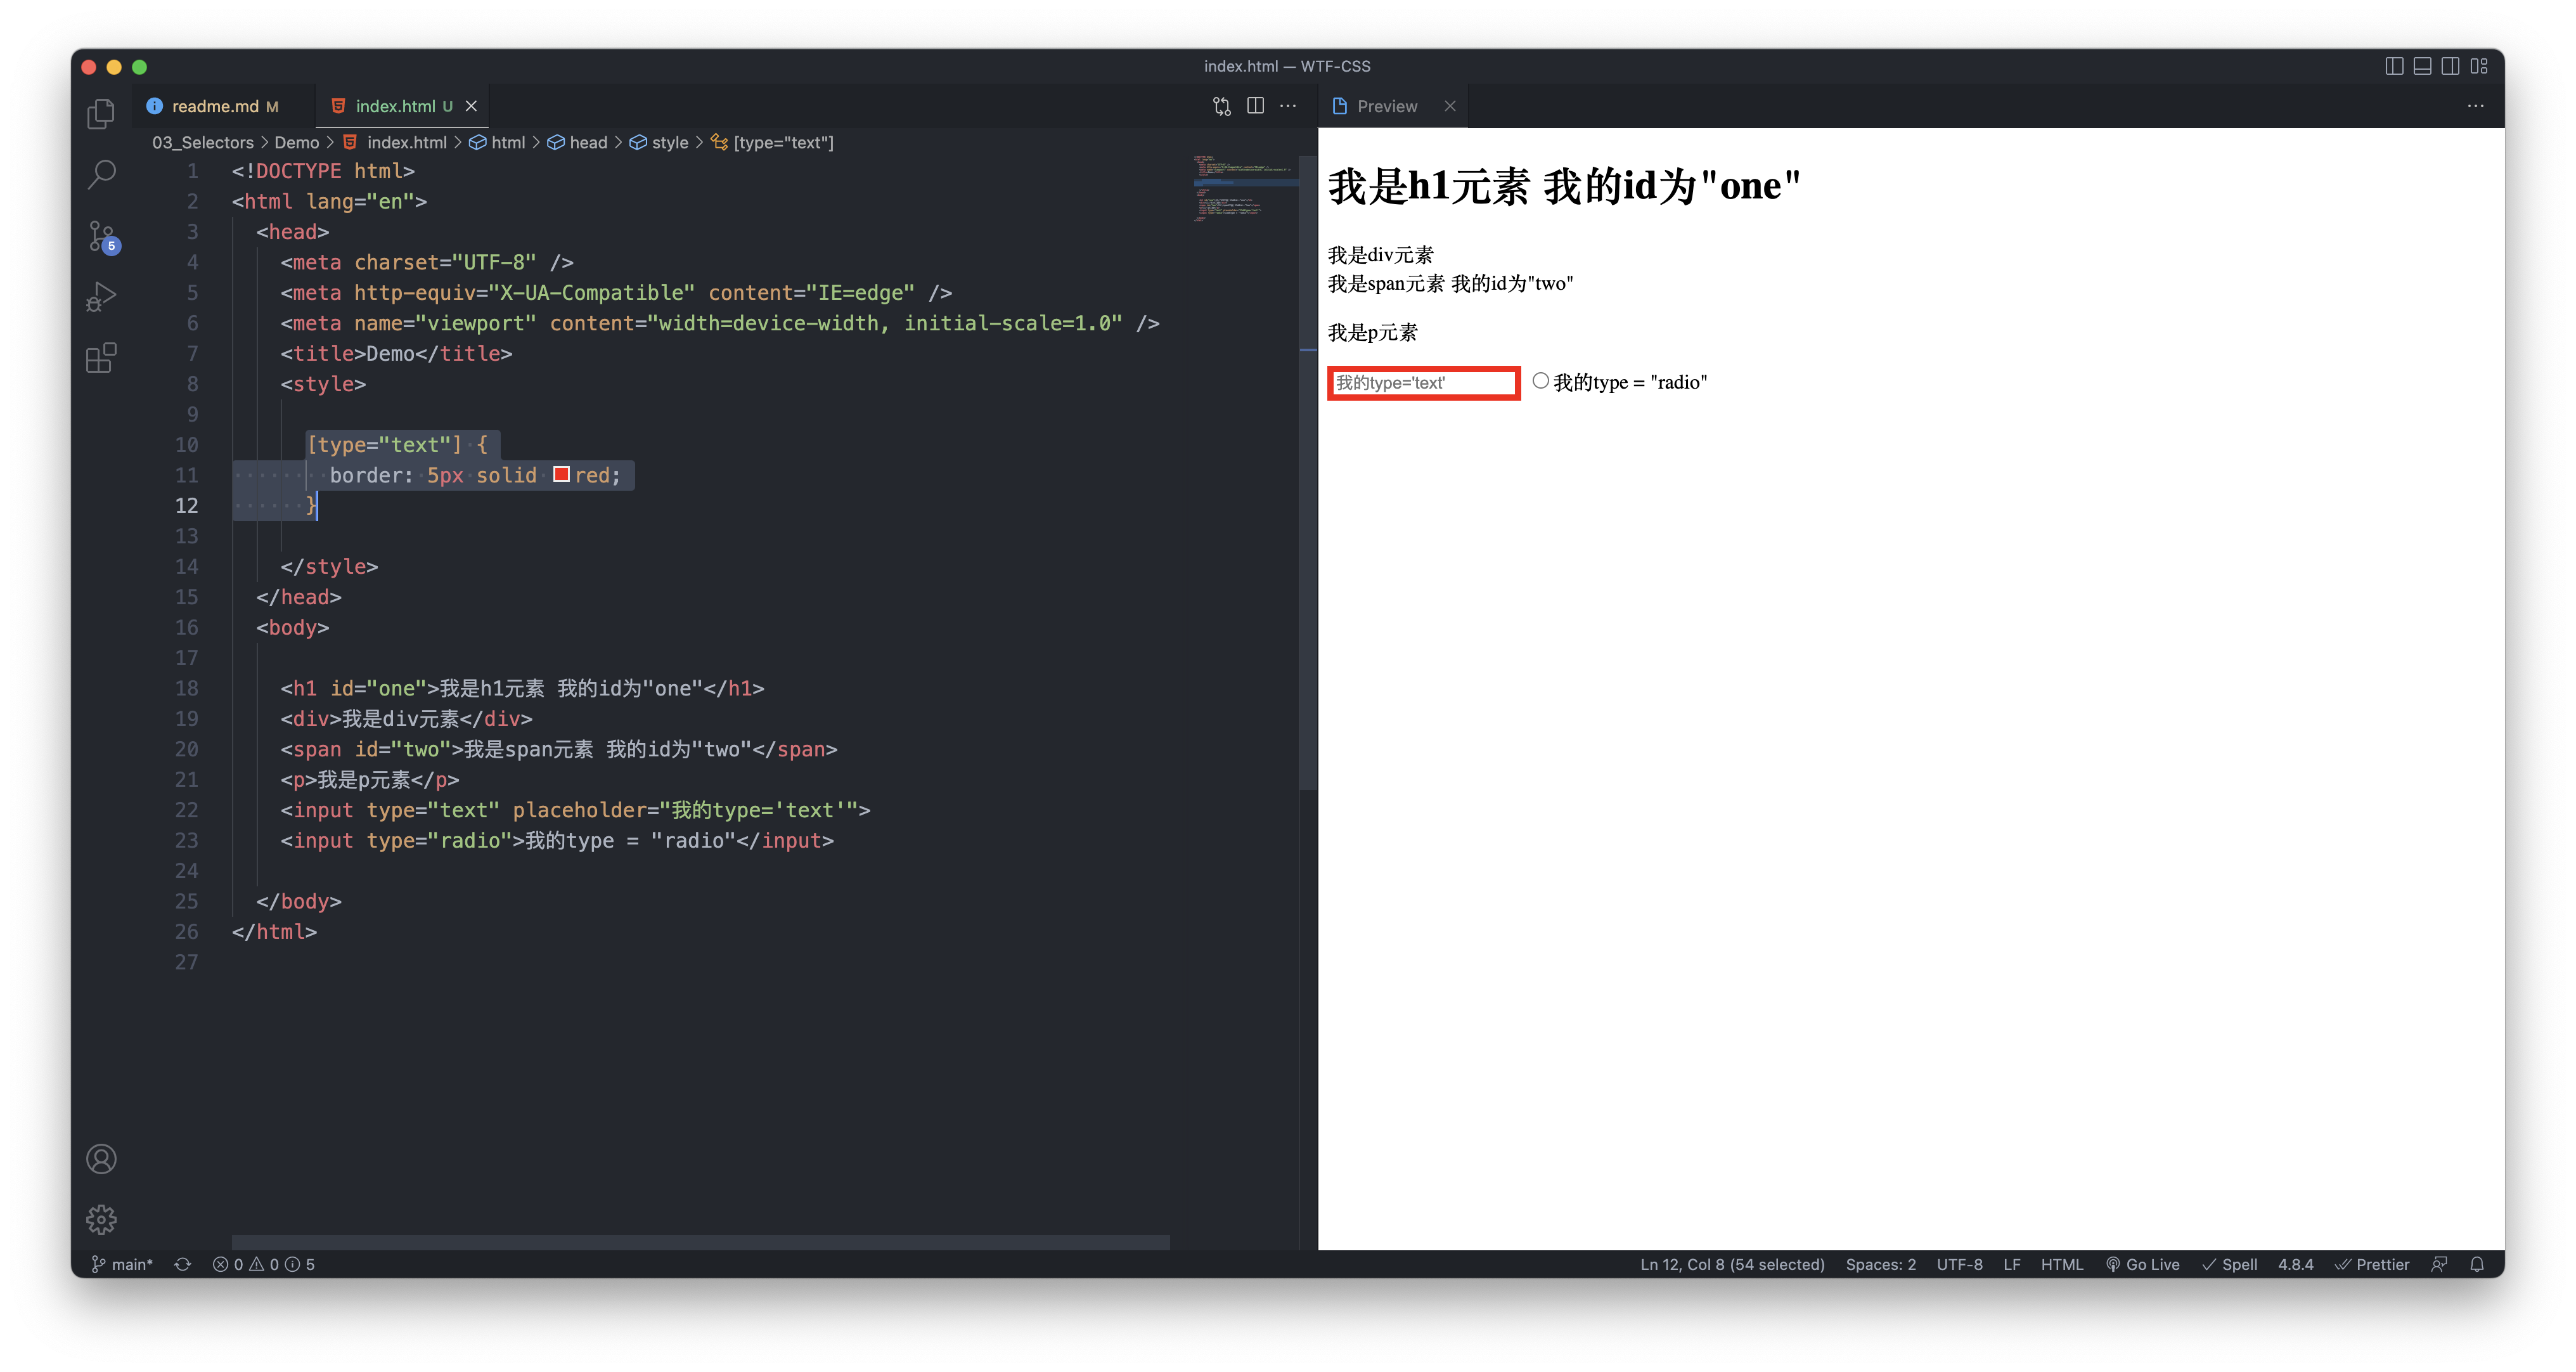 index.html — WTF-CSS
readme.md M
index.html U
Preview
03_Selectors > Demo > index.html > html > head > style > [type="text"]
1 <!DOCTYPE html>
2 <html lang="en">
3 <head>
4 <meta charset="UTF-8" />
5 <meta http-equiv="X-UA-Compatible" content="IE=edge" />
6 <meta name="viewport" content="width=device-width, initial-scale=1.0" />
7 <title>Demo</title>
8 <style>
9
10 [type="text"] {
11 border: 5px solid red;
12 }
13
14 </style>
15 </head>
16 <body>
17
18 <h1 id="one">我是h1元素 我的id为"one"</h1>
19 <div>我是div元素</div>
20 <span id="two">我是span元素 我的id为"two"</span>
21 <p>我是p元素</p>
22 <input type="text" placeholder="我的type='text'">
23 <input type="radio">我的type = "radio"</input>
24
25 </body>
26 </html>
27
我是h1元素 我的id为"one"
我是div元素
我是span元素 我的id为"two"
我是p元素
我的type='text' 我的type = "radio"
5
main* 0 0 5 Ln 12, Col 8 (54 selected) Spaces: 2 UTF-8 LF HTML Go Live Spell 4.8.4 Prettier